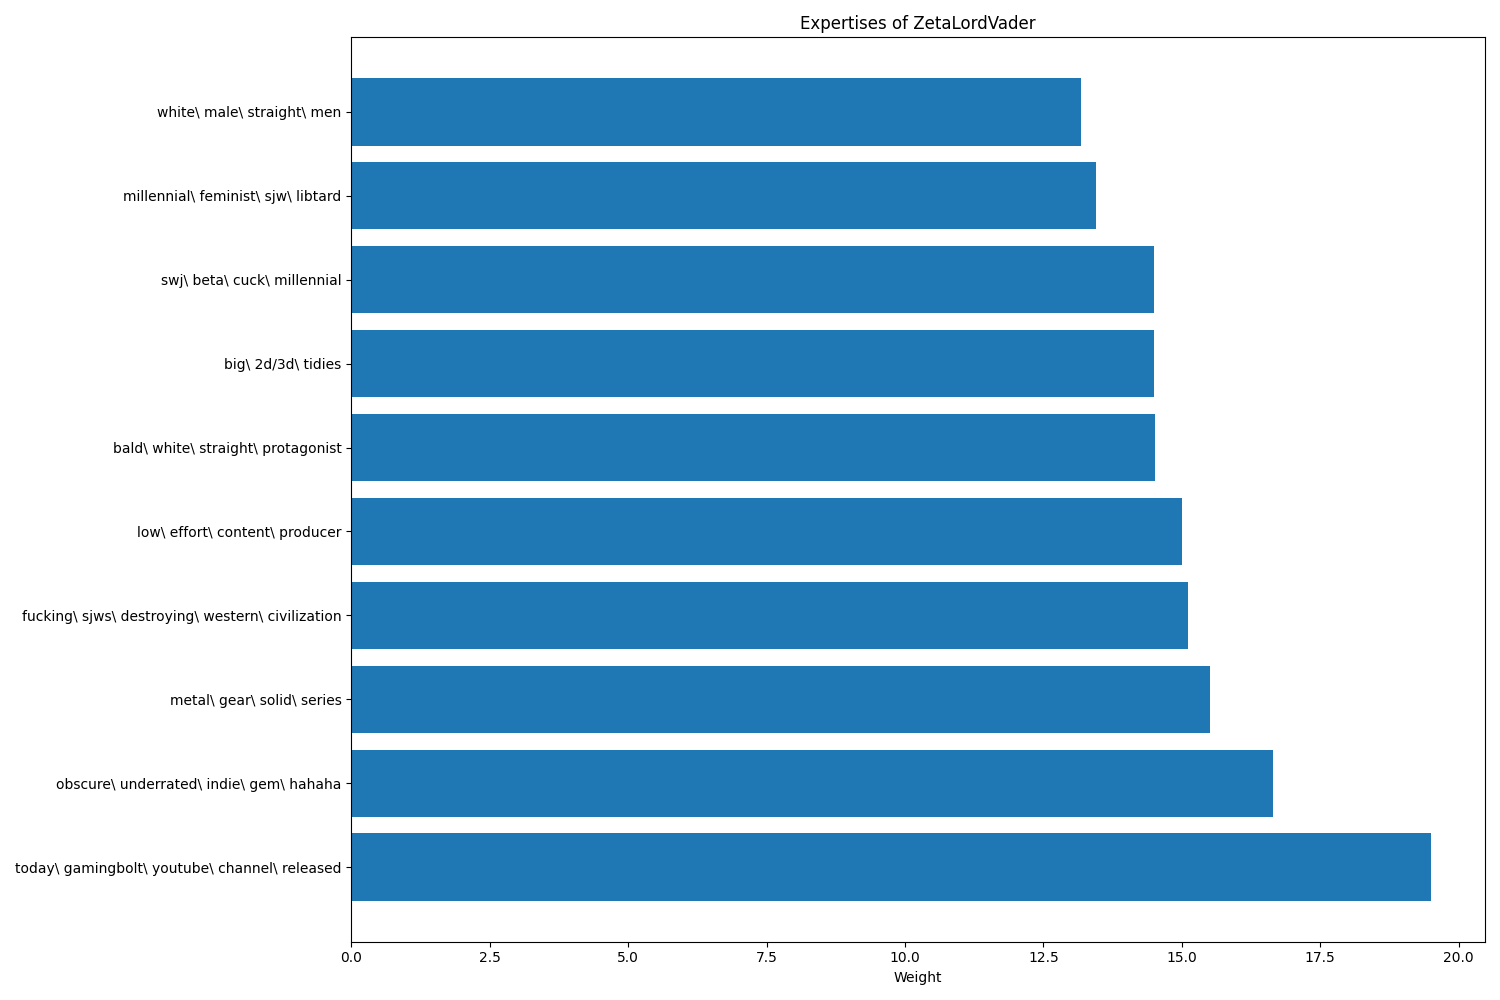 Expertises of ZetaLordVader
white\ male\ straight\ men
millennial\ feminist\ sjw\ libtard
swj\ beta\ cuck\ millennial
big\ 2d/3d\ tidies
bald\ white\ straight\ protagonist
low\ effort\ content\ producer
fucking\ sjws\ destroying\ western\ civilization
metal\ gear\ solid\ series
obscure\ underrated\ indie\ gem\ hahaha
today\ gamingbolt\ youtube\ channel\ released
0.0 2.5 5.0 7.5 10.0 12.5 15.0 17.5 20.0
Weight